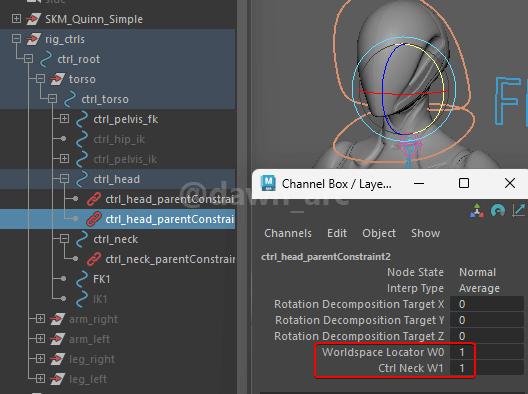 side
SKM_Quinn_Simple
rig_ctrls
ctrl_root
torso
ctrl_torso
ctrl_pelvis_fk
ctrl_hip_ik
ctrl_pelvis_ik
ctrl_head
ctrl_head_parentConstrai
ctrl_head_parentConstrai
ctrl_neck
ctrl_neck_parentConstrain
FK1
IK1
arm_right
arm_left
leg_right
leg_left
F
Channel Box / Laye...
Channels Edit Object Show
ctrl_head_parentConstraint2
Node State Normal
Interp Type Average
Rotation Decomposition Target X 0
Rotation Decomposition Target Y 0
Rotation Decomposition Target Z 0
Worldspace Locator W0 1
Ctrl Neck W1 1